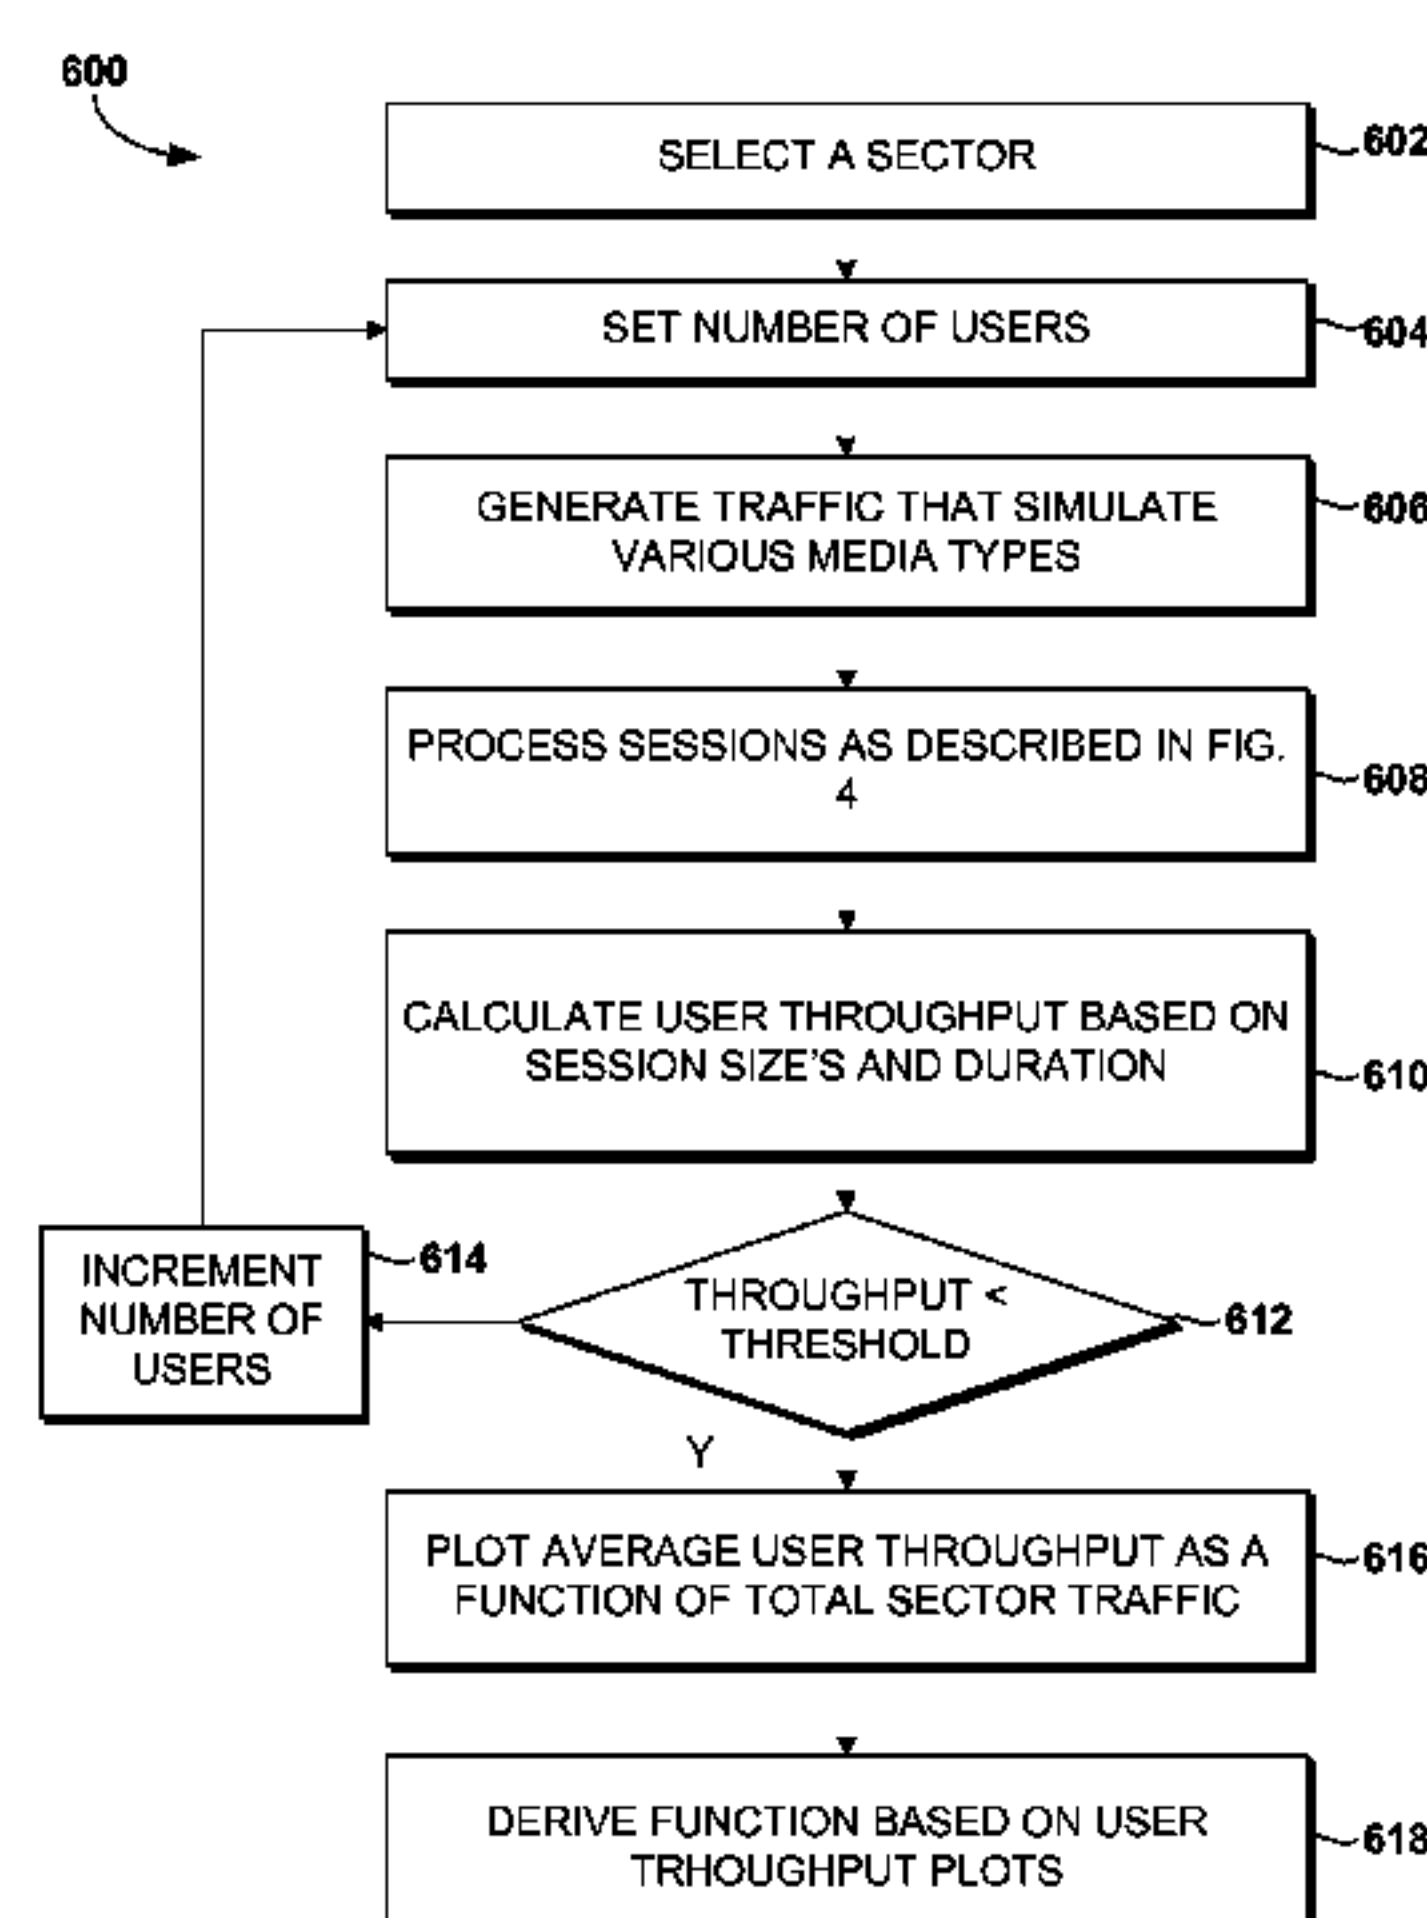 600
SELECT A SECTOR
602
SET NUMBER OF USERS
604
GENERATE TRAFFIC THAT SIMULATE
VARIOUS MEDIA TYPES
606
PROCESS SESSIONS AS DESCRIBED IN FIG.
4
608
CALCULATE USER THROUGHPUT BASED ON
SESSION SIZE'S AND DURATION
610
INCREMENT
NUMBER OF
USERS
614
THROUGHPUT <
THRESHOLD
612
Y
PLOT AVERAGE USER THROUGHPUT AS A
FUNCTION OF TOTAL SECTOR TRAFFIC
616
DERIVE FUNCTION BASED ON USER
TRHOUGHPUT PLOTS
618